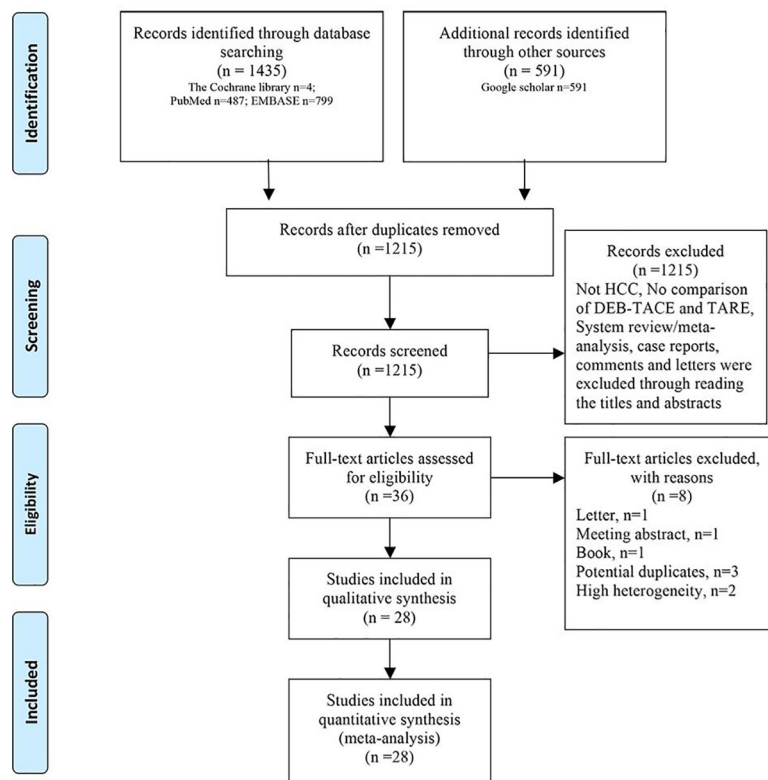 Identification
Records identified through database
searching
(n = 1435)
The Cochrane library n=4;
PubMed n=487; EMBASE n=799
Additional records identified
through other sources
(n = 591)
Google scholar n=591
Screening
Records after duplicates removed
(n =1215)
Records screened
(n =1215)
Records excluded
(n =1215)
Not HCC, No comparison
of DEB-TACE and TARE,
System review/meta-
analysis, case reports,
comments and letters were
excluded through reading
the titles and abstracts
Eligibility
Full-text articles assessed
for eligibility
(n =36)
Full-text articles excluded,
with reasons
(n =8)
Letter, n=1
Meeting abstract, n=1
Book, n=1
Potential duplicates, n=3
High heterogeneity, n=2
Studies included in
qualitative synthesis
(n = 28)
Included
Studies included in
quantitative synthesis
(meta-analysis)
(n =28)